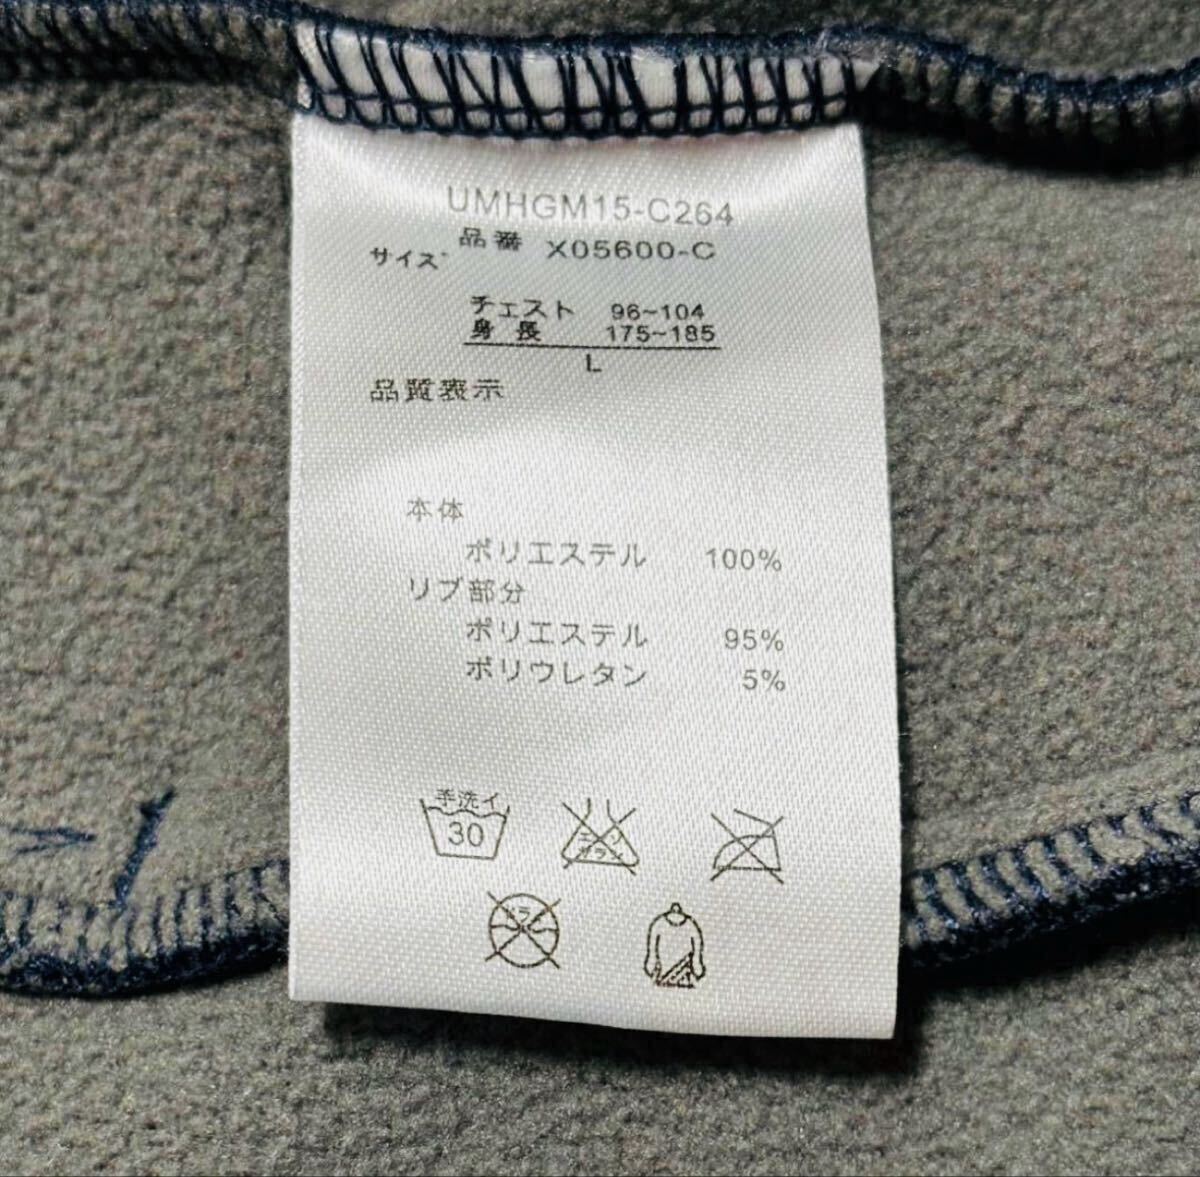 UMHGM15-C264
品番 X05600-C
サイズ
チェスト 96~104
身長 175~185
L
品質表示
本体
ポリエステル 100%
リブ部分
ポリエステル 95%
ポリウレタン 5%
手洗イ
30